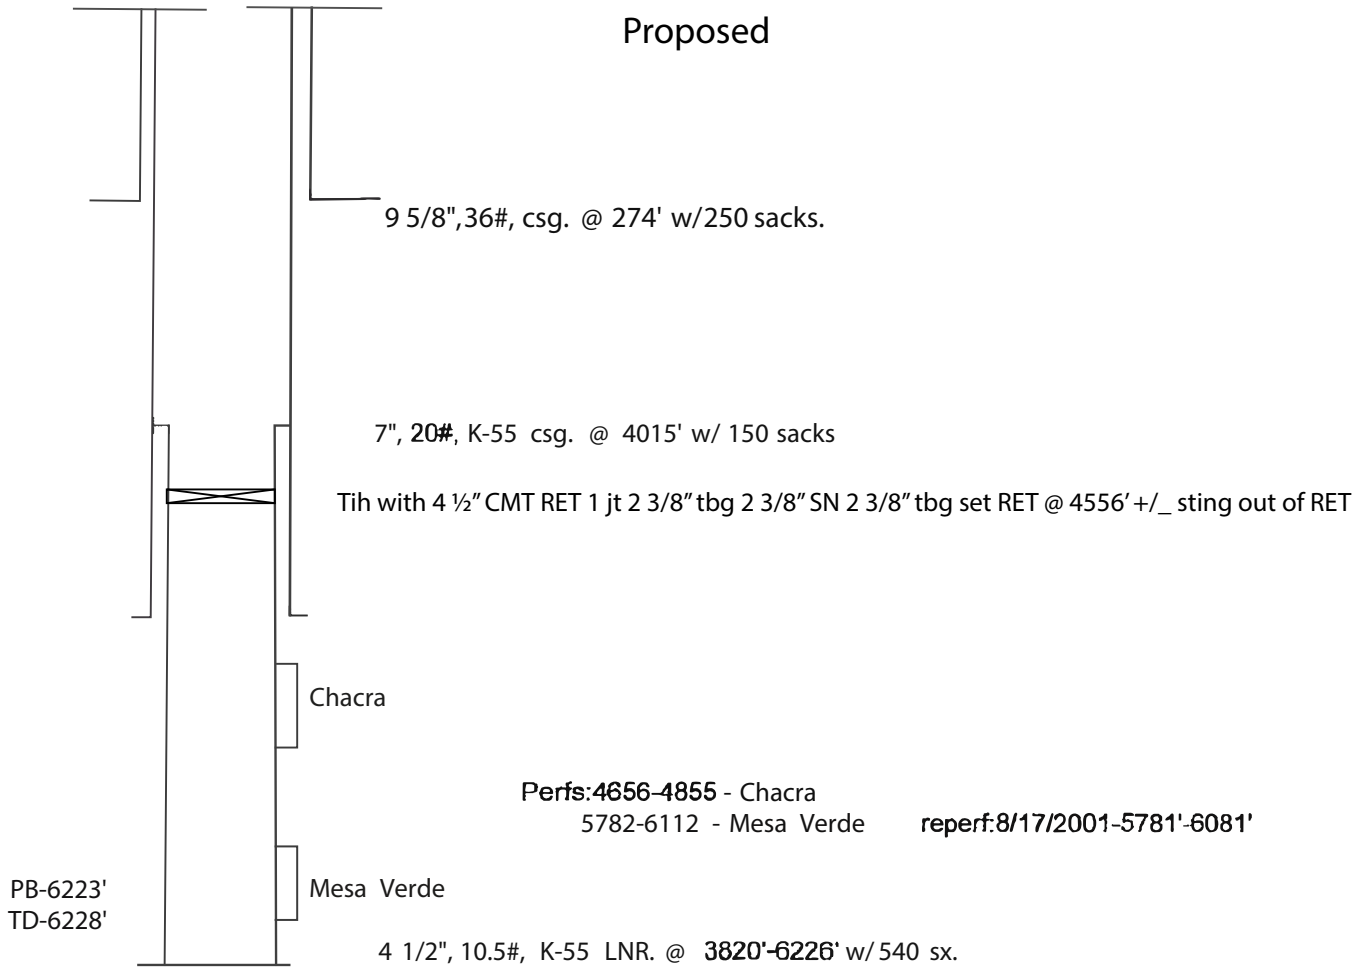 Proposed
9 5/8",36#, csg. @ 274' w/250 sacks.
7", 20#, K-55 csg. @ 4015' w/ 150 sacks
Tih with 4 ½” CMT RET 1 jt 2 3/8” tbg 2 3/8” SN 2 3/8” tbg set RET @ 4556’ +/_ sting out of RET
Chacra
Perfs:4656-4855 - Chacra
5782-6112 - Mesa Verde reperf:8/17/2001-5781'-6081'
PB-6223'
Mesa Verde
TD-6228'
4 1/2", 10.5#, K-55 LNR. @ 3820'-6226' w/ 540 sx.